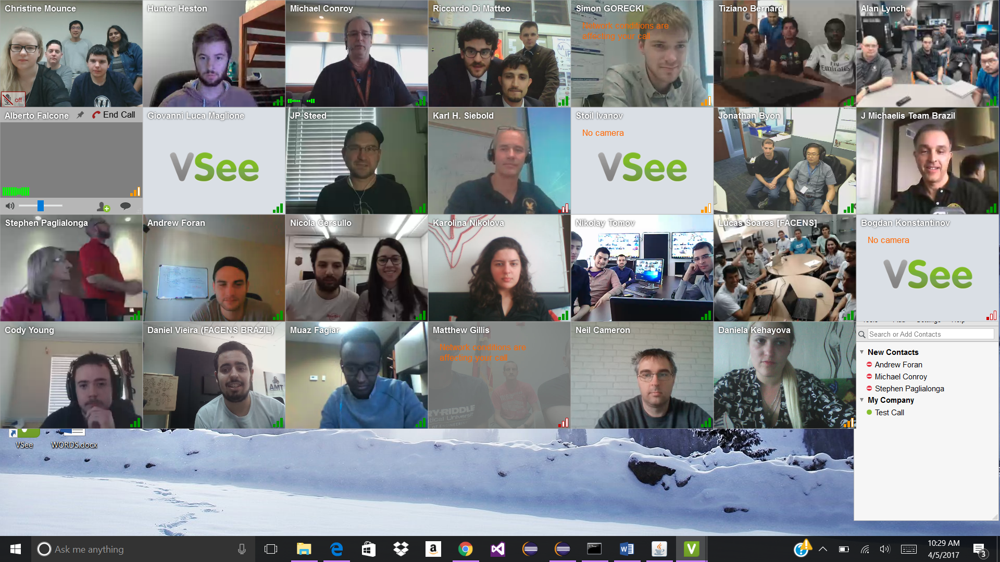 Christine Mounce
Hunter Heston
Michael Conroy
Riccardo Di Matteo
Simon GORECKI
Network conditions are
affecting your call
Tiziano Bernard
Fly
Emirates
Alan Lynch
off
Alberto Falcone
End Call
Giovanni Luca Maglione
VSee
JP Steed
Karl H. Siebold
Stoil Ivanov
No camera
VSee
Jonathan Byon
J Michaelis Team Brazil
Stephen Paglialonga
Andrew Foran
Nicola Cersullo
Karolina Nikolova
Nikolay Tomov
Lucas Soares [FACENS]
Bogdan Konstantinov
No camera
VSee
Cody Young
Daniel Vieira (FACENS BRAZIL)
AMT
Muaz Fagiar
Matthew Gillis
Network conditions are
affecting your call
Neil Cameron
Daniela Kehayova
Search or Add Contacts
New Contacts
Andrew Foran
Michael Conroy
Stephen Paglialonga
My Company
Test Call
VSee
WORDS.docx
Ask me anything
10:29 AM
4/5/2017
3